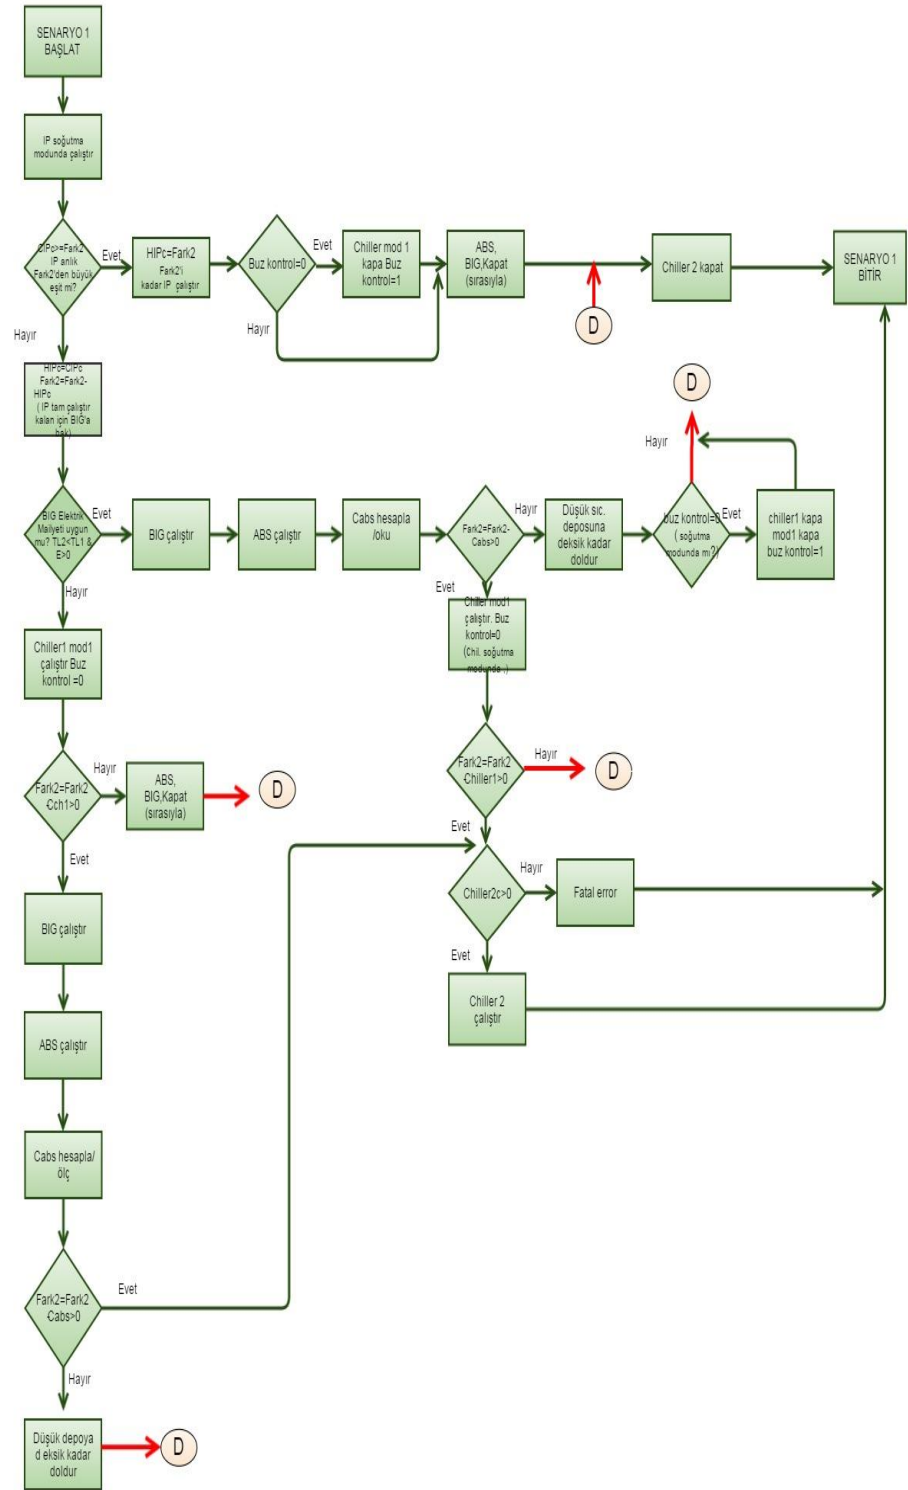 SENARYO 1
BAŞLAT
IP soğutma
modunda çalıştır
CIPc>=Fark2
IP anlık
Fark2'den büyük
eşit mi?
Evet
HIPc=Fark2
Fark2'i
kadar IP çalıştır
Buz kontrol=0
Evet
Chiller mod 1
kapa Buz
kontrol=1
ABS,
BIG,Kapat
(sırasıyla)
Chiller 2 kapat
SENARYO 1
BİTİR
Hayır
Hayır
D
HIPc=CIPc
Fark2=Fark2-
HIPc
( IP tam çalıştır
kalan için BIG'a
bak)
D
Hayır
BIG Elektrik
Maliyeti uygun
mu? TL2<TL1 &
E>0
Evet
BIG çalıştır
ABS çalıştır
Cabs hesapla
/oku
Fark2=Fark2-
Cabs>0
Hayır
Düşük sıc.
deposuna
deksik kadar
doldur
buz kontrol=0
( soğutma
modunda mı?)
Evet
chiller1 kapa
mod1 kapa
buz kontrol=1
Hayır
Evet
Chiller1 mod1
çalıştır Buz
kontrol =0
Chiller mod1
çalıştır. Buz
kontrol=0
(Chil. soğutma
modunda .)
Fark2=Fark2
-Cch1>0
Hayır
ABS,
BIG,Kapat
(sırasıyla)
D
Fark2=Fark2
-Chiller1>0
Hayır
D
Evet
Evet
BIG çalıştır
Chiller2c>0
Hayır
Fatal error
Evet
ABS çalıştır
Chiller 2
çalıştır
Cabs hesapla/
ölç
Fark2=Fark2
-Cabs>0
Evet
Hayır
Düşük depoya
d eksik kadar
doldur
D